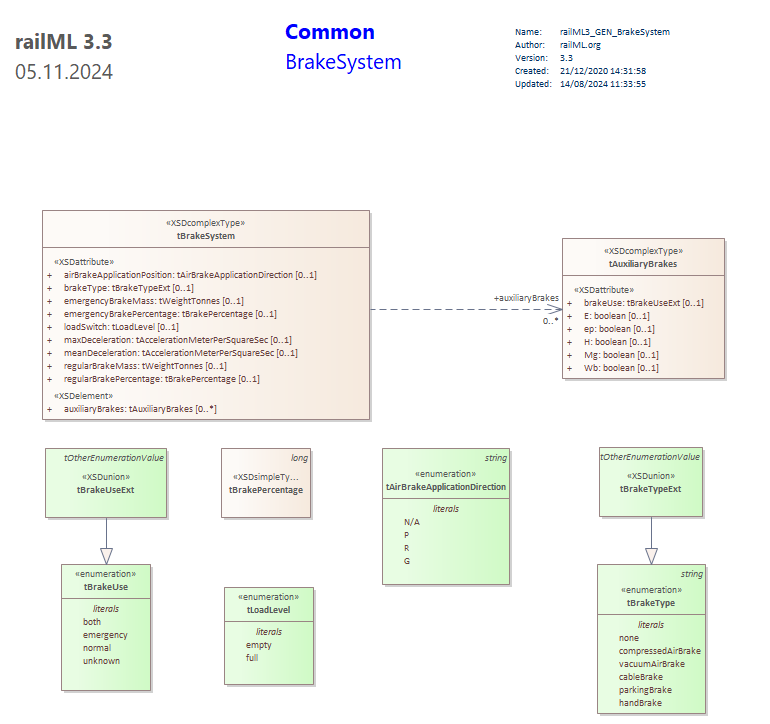 railML 3.3
05.11.2024
Common
BrakeSystem
Name: railML3_GEN_BrakeSystem
Author: railML.org
Version: 3.3
Created: 21/12/2020 14:31:58
Updated: 14/08/2024 11:33:55
«XSDcomplexType»
tBrakeSystem
«XSDattribute»
+ airBrakeApplicationPosition: tAirBrakeApplicationDirection [0..1]
+ brakeType: tBrakeTypeExt [0..1]
+ emergencyBrakeMass: tWeightTonnes [0..1]
+ emergencyBrakePercentage: tBrakePercentage [0..1]
+ loadSwitch: tLoadLevel [0..1]
+ maxDeceleration: tAccelerationMeterPerSquareSec [0..1]
+ meanDeceleration: tAccelerationMeterPerSquareSec [0..1]
+ regularBrakeMass: tWeightTonnes [0..1]
+ regularBrakePercentage: tBrakePercentage [0..1]
«XSDelement»
+ auxiliaryBrakes: tAuxiliaryBrakes [0..*]
+auxiliaryBrakes
0..*
«XSDcomplexType»
tAuxiliaryBrakes
«XSDattribute»
+ brakeUse: tBrakeUseExt [0..1]
+ E: boolean [0..1]
+ ep: boolean [0..1]
+ H: boolean [0..1]
+ Mg: boolean [0..1]
+ Wb: boolean [0..1]
tOtherEnumerationValue
«XSDunion»
tBrakeUseExt
long
«XSDsimpleTy...
tBrakePercentage
string
«enumeration»
tAirBrakeApplicationDirection
literals
N/A
P
R
G
tOtherEnumerationValue
«XSDunion»
tBrakeTypeExt
«enumeration»
tBrakeUse
literals
both
emergency
normal
unknown
«enumeration»
tLoadLevel
literals
empty
full
string
«enumeration»
tBrakeType
literals
none
compressedAirBrake
vacuumAirBrake
cableBrake
parkingBrake
handBrake